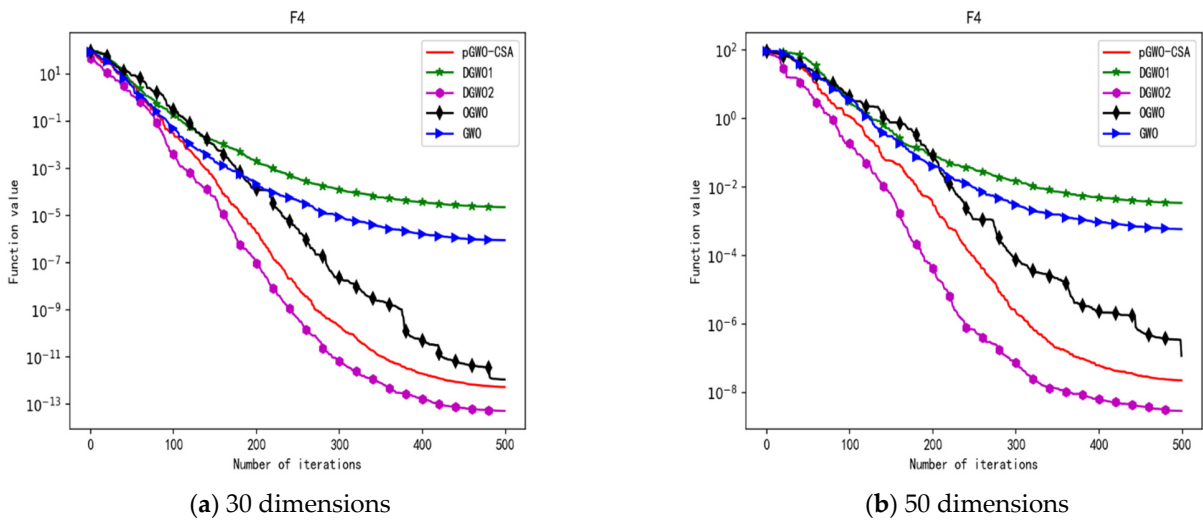 F4
Function value
10^1
10^-1
10^-3
10^-5
10^-7
10^-9
10^-11
10^-13
0 100 200 300 400 500
Number of iterations
pGWO-CSA
DGWO1
DGWO2
OGWO
GWO
(a) 30 dimensions
F4
Function value
10^2
10^0
10^-2
10^-4
10^-6
10^-8
0 100 200 300 400 500
Number of iterations
pGWO-CSA
DGWO1
DGWO2
OGWO
GWO
(b) 50 dimensions